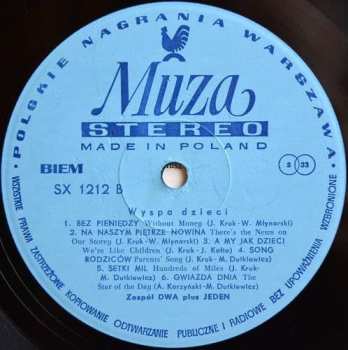 POLSKIE NAGRANIA WARSZAWA
Muza
STEREO
MADE IN POLAND
BIEM
S 33
SX 1212 B
Wyspa dzieci
1. BEZ PIENIĘDZY Without Money (J. Kruk-W. Młynarski)
2. NA NASZYM PIĘTRZE NOWINA There's the News on
Our Storey (J. Kruk-W. Młynarski) 3. A MY JAK DZIECI
We're Like Children (J. Kruk-J. Kofta) 4. SONG
RODZICÓW Parents' Song (J. Kruk-M. Dutkiewicz)
5. SETKI MIL Hundreds of Miles (J. Kruk-
M. Dutkiewicz) 6. GWIAZDA DNIA The
Star of the Day (A. Korzyński-M. Dutkiewicz)
Zespół DWA plus JEDEN
WSZELKIE PRAWA ZASTRZEŻONE KOPIOWANIE ODTWARZANIE PUBLICZNE I RADIOWE BEZ UPOWAŻNIENIA WZBRONIONE